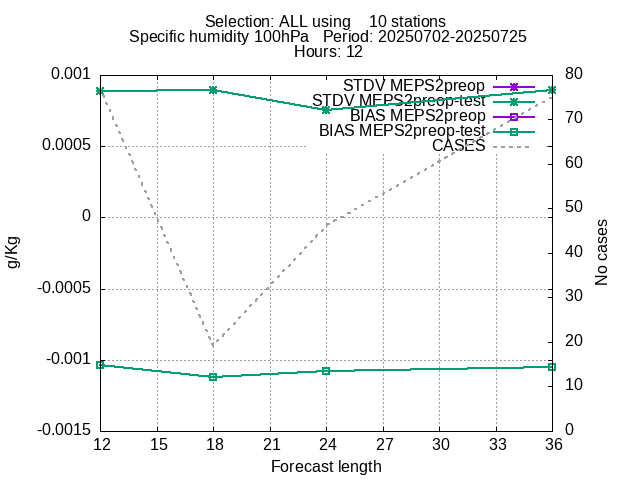 Selection: ALL using    10 stations
Specific humidity 100hPa   Period: 20250702-20250725
Hours: 12
0.001
0.0005
0
-0.0005
-0.001
-0.0015
g/Kg
STDV MEPS2preop
STDV MEPS2preop-test
BIAS MEPS2preop
BIAS MEPS2preop-test
CASES
80
70
60
50
40
30
20
10
0
No cases
12 15 18 21 24 27 30 33 36
Forecast length